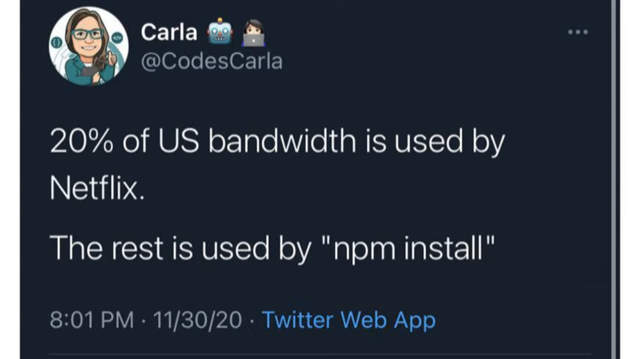 Carla 🤖 👩🏻‍💻
@CodesCarla
20% of US bandwidth is used by
Netflix.
The rest is used by "npm install"
8:01 PM · 11/30/20 · Twitter Web App